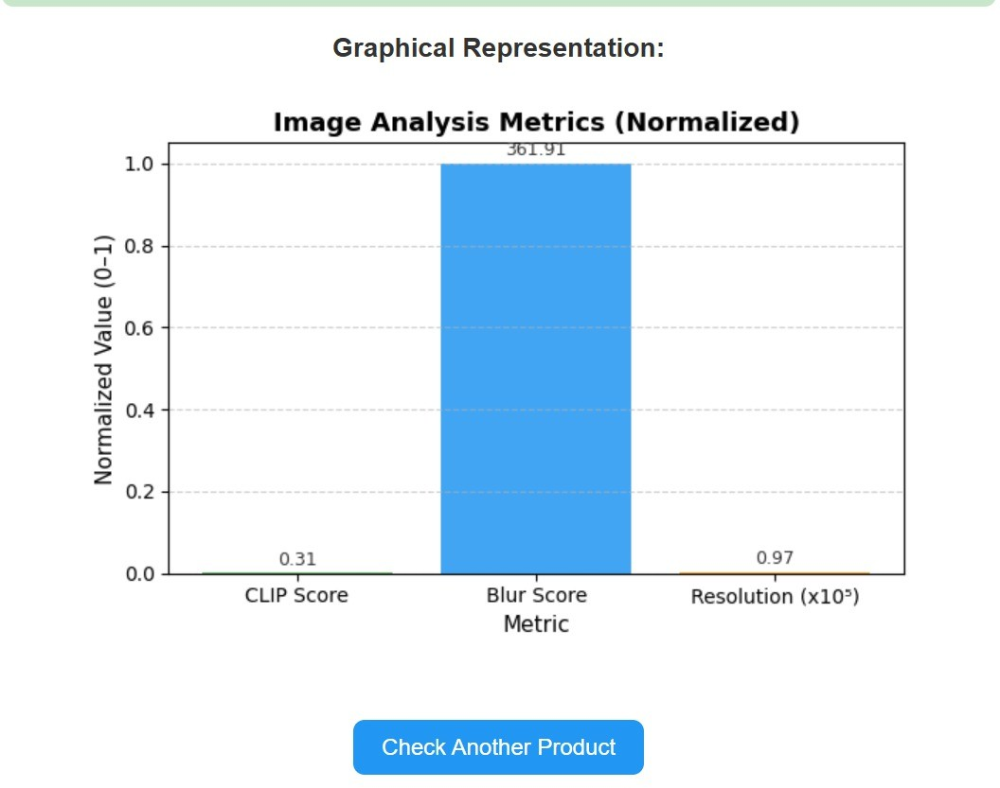 Graphical Representation:
Image Analysis Metrics (Normalized)
361.91
1.0
0.8
0.6
0.4
0.2
0.0
Normalized Value (0–1)
0.31
0.97
CLIP Score
Blur Score
Resolution (x10⁵)
Metric
Check Another Product